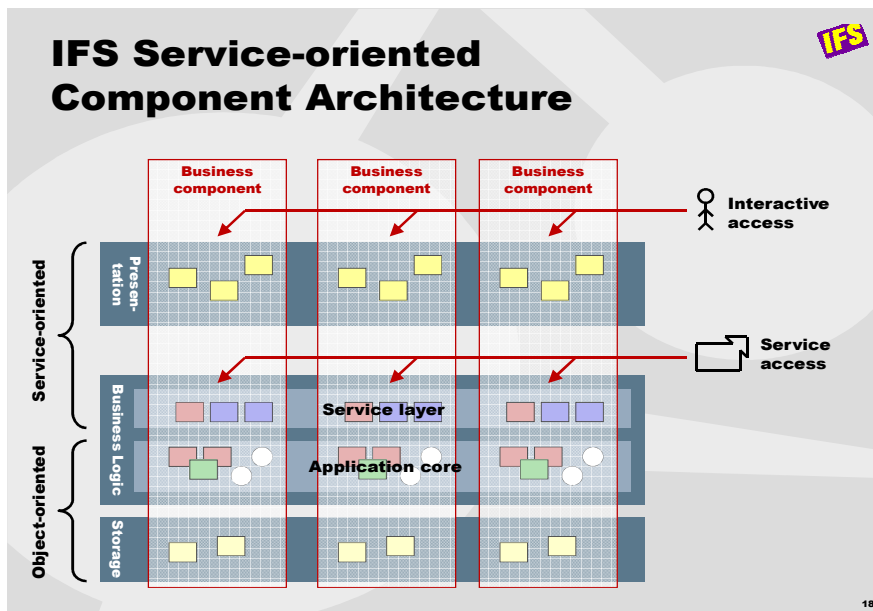 IFS Service-oriented
Component Architecture
IFS
Business
component
Business
component
Business
component
Interactive
access
Service-oriented
Presen-
tation
Service
access
Business Logic
Service layer
Application core
Object-oriented
Storage
18